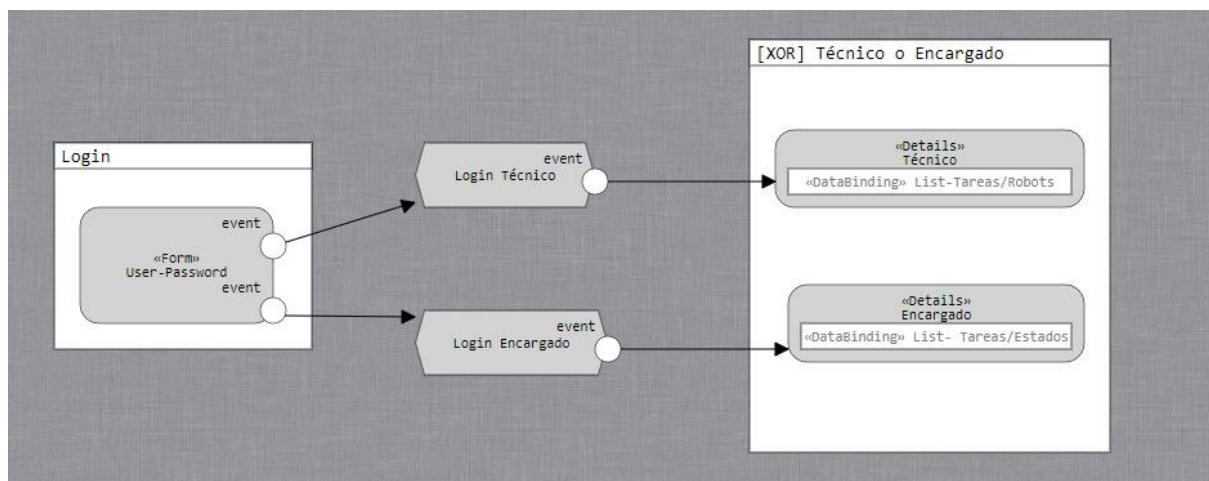 Login
event
«Form»
User-Password
event
event
Login Técnico
event
Login Encargado
[XOR] Técnico o Encargado
«Details»
Técnico
«DataBinding» List-Tareas/Robots
«Details»
Encargado
«DataBinding» List- Tareas/Estados